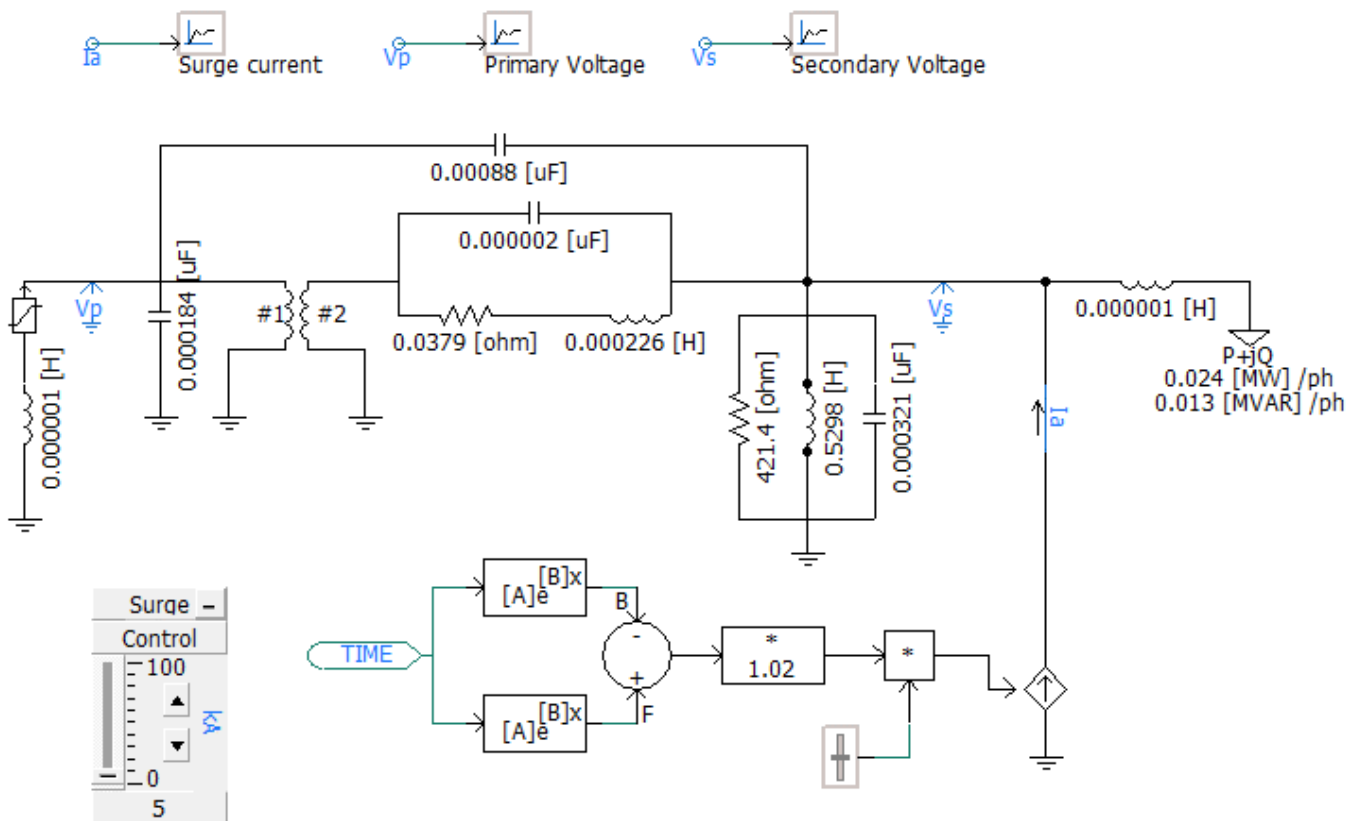 Ia
Surge current
Vp
Primary Voltage
Vs
Secondary Voltage
0.00088 [uF]
0.000002 [uF]
0.0379 [ohm]
0.000226 [H]
Vp
0.000001 [H]
0.000184 [uF]
#1
#2
Vs
0.000001 [H]
P+jQ
0.024 [MW] /ph
0.013 [MVAR] /ph
421.4 [ohm]
0.5298 [H]
0.000321 [uF]
Ia
Surge
Control
100
0
kA
5
TIME
[A]e[B]x
B
-
+
[A]e[B]x
F
*
1.02
*